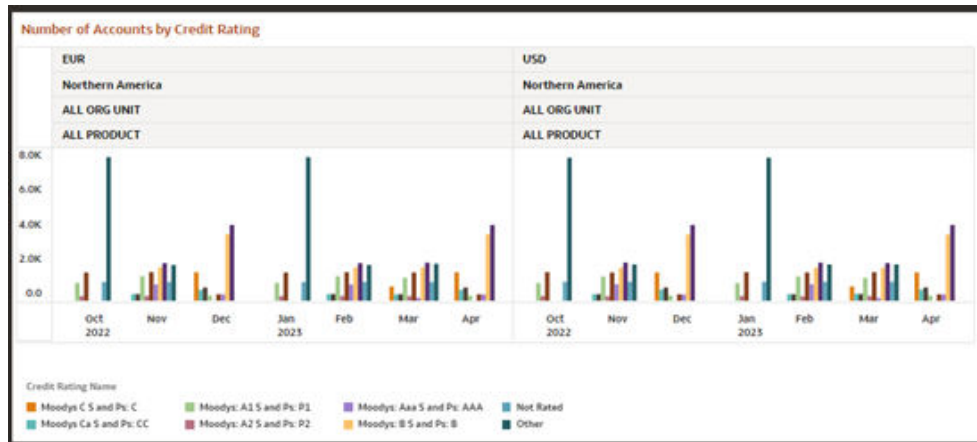 Number of Accounts by Credit Rating
EUR USD
Northern America Northern America
ALL ORG UNIT ALL ORG UNIT
ALL PRODUCT ALL PRODUCT
8.0K
6.0K
4.0K
2.0K
0.0
Oct Nov Dec Jan Feb Mar Apr Oct Nov Dec Jan Feb Mar Apr
2022 2023 2022 2023
Credit Rating Name
Moodys C S and Ps: C Moodys: A1 S and Ps: P1 Moodys: Aaa S and Ps: AAA Not Rated
Moodys Ca S and Ps: CC Moodys: A2 S and Ps: P2 Moodys: B S and Ps: B Other